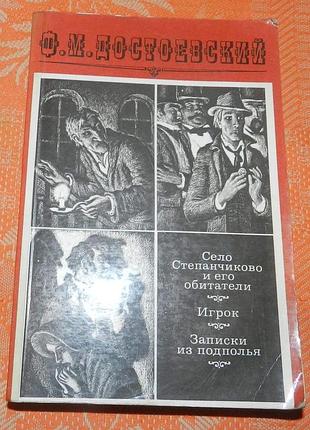 Ф.М.ДОСТОЕВСКИЙ
Село
Степанчиково
и его
обитатели
Игрок
Записки
из подполья